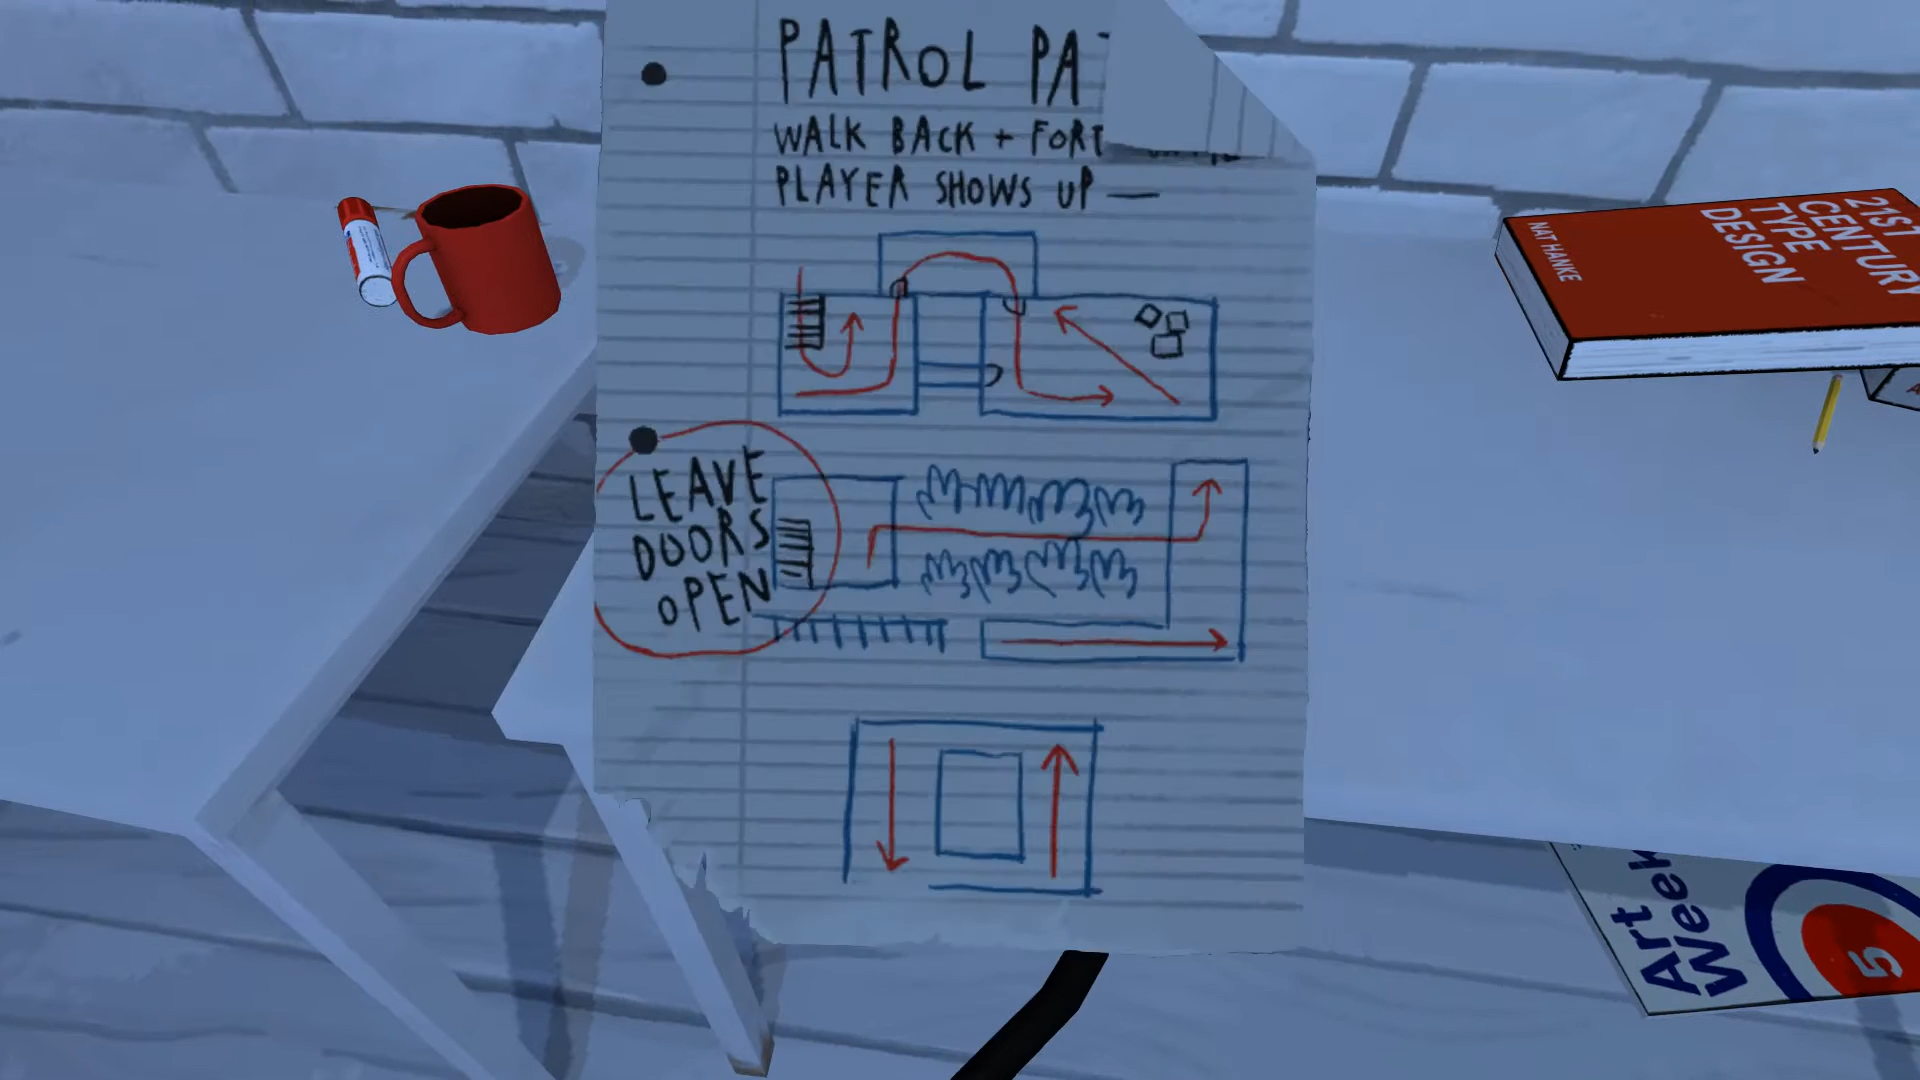 PATROL PA
WALK BACK + FORT
PLAYER SHOWS UP —
LEAVE
DOORS
OPEN
21ST
CENTURY
TYPE
DESIGN
NAT HANKE
Art
Week
5